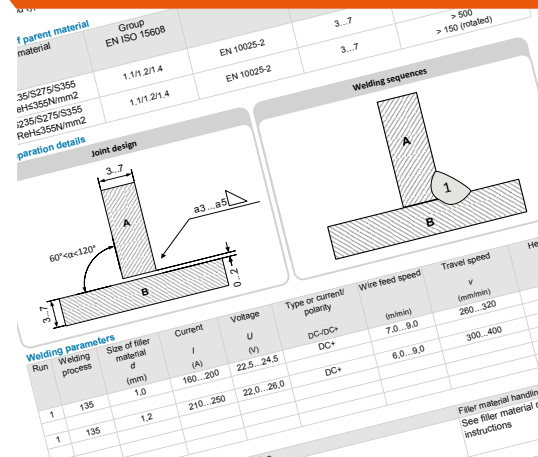 of parent material
material
Group
EN ISO 15608
3...7
> 500
S235/S275/S355
ReH≤355N/mm2
1.1/1.2/1.4
EN 10025-2
3...7
> 150 (rotated)
S235/S275/S355
ReH≤355N/mm2
1.1/1.2/1.4
EN 10025-2
paration details
Joint design
3...7
A
a3...a5
60°<α<120°
B
3...7
0...2
Welding sequences
A
1
B
Welding parameters
Run
Welding process
Size of filler material d (mm)
Current I (A)
Voltage U (V)
Type or current/ polarity DC-/DC+
Wire feed speed (m/min)
Travel speed v (mm/min)
He
1 135 1,0 160...200 22,5...24,5 DC+ 7,0...9,0 260...320
1 135 1,2 210...250 22,0...26,0 DC+ 6,0...9,0 300...400
Filler material handlin
See filler material
instructions